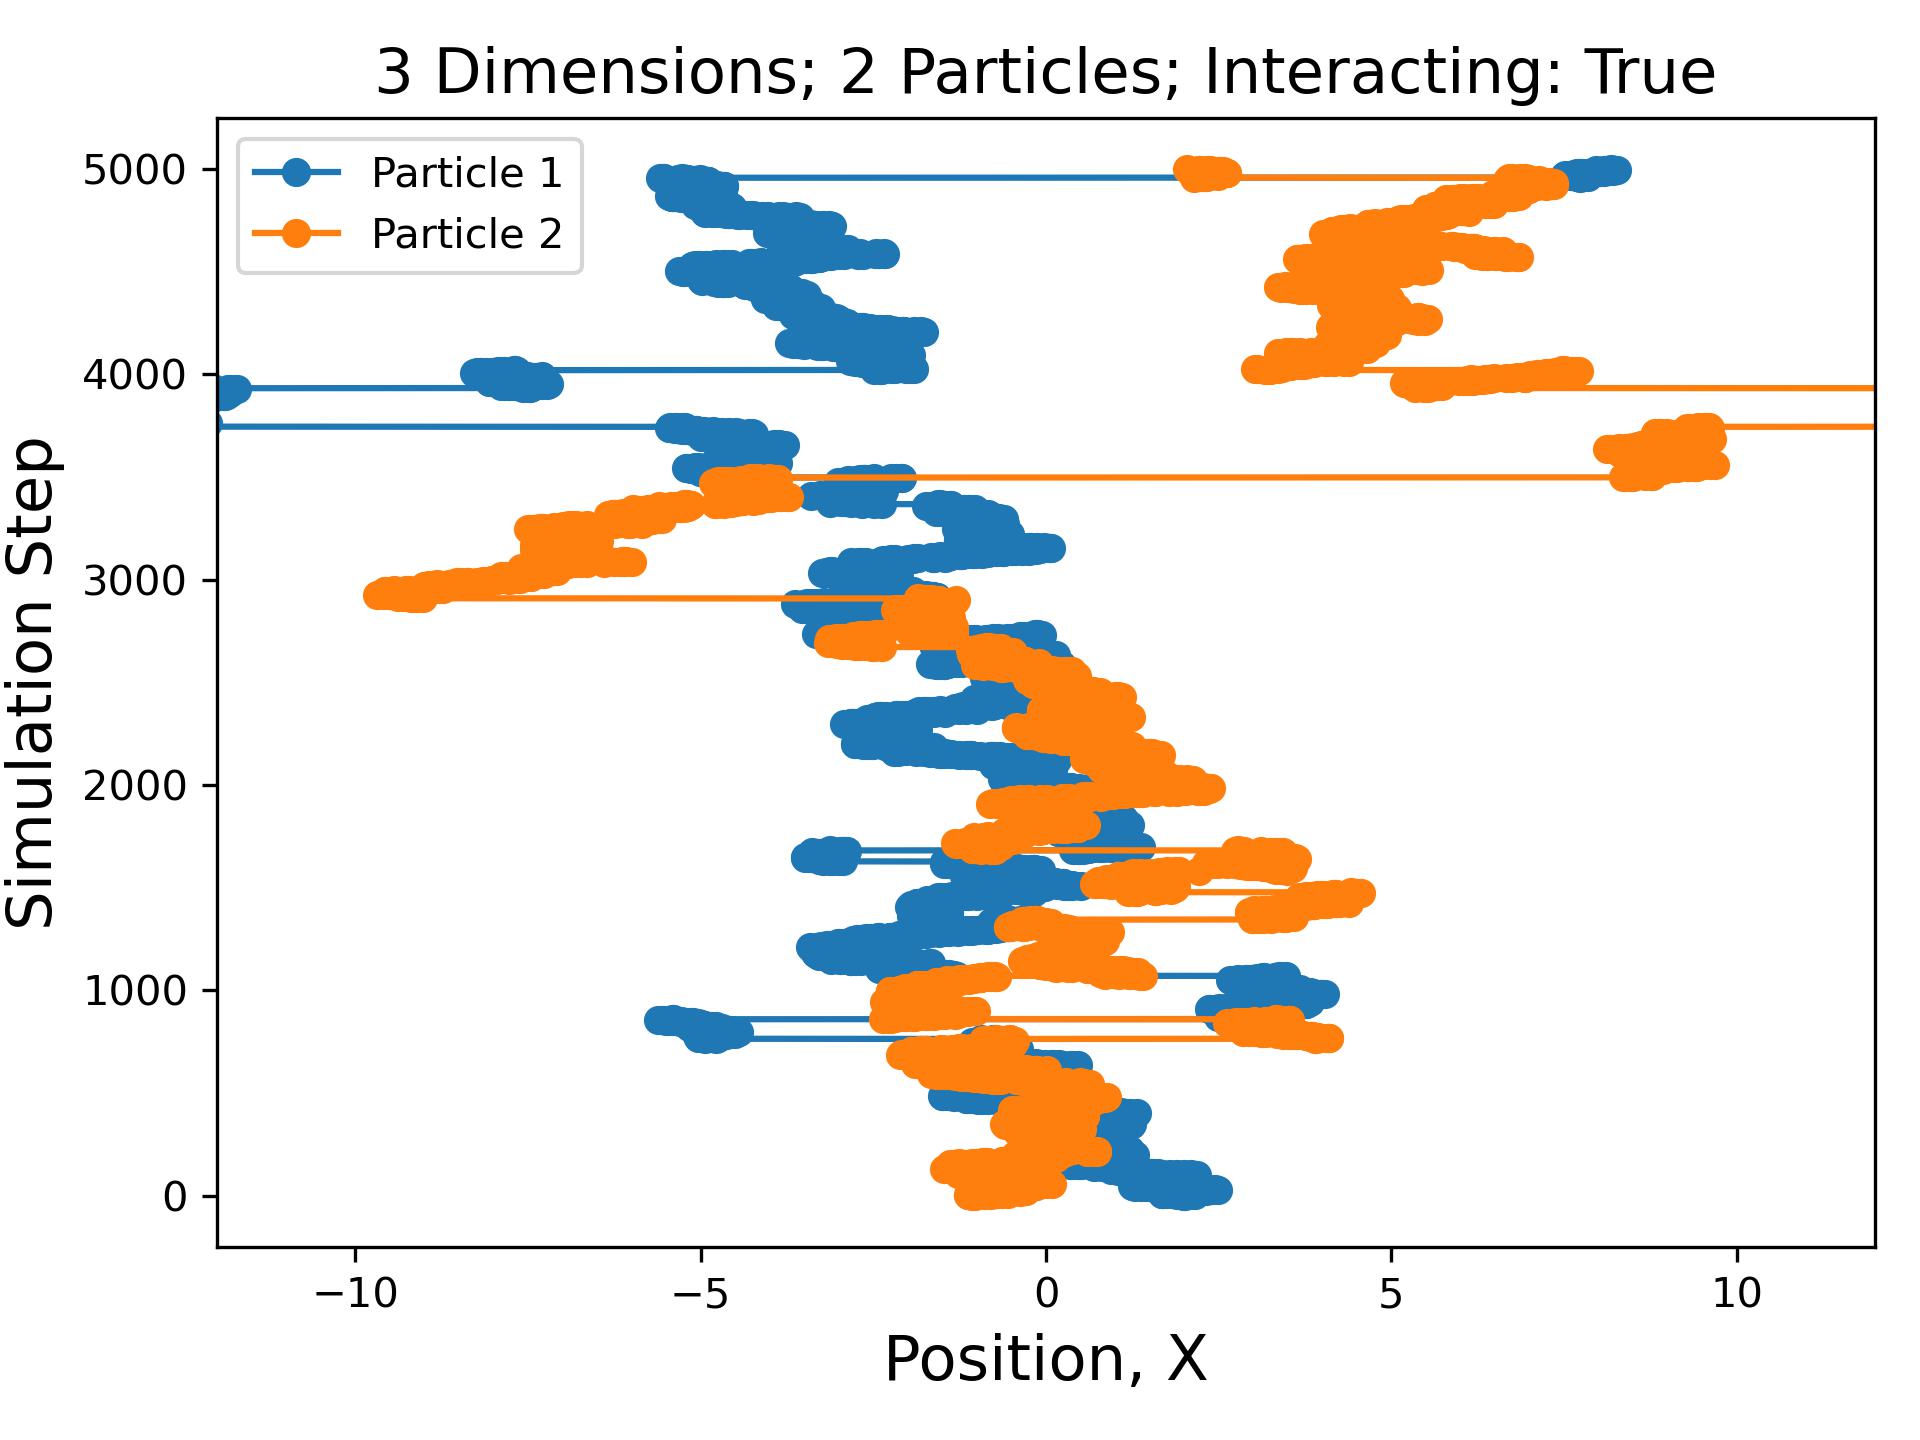 3 Dimensions; 2 Particles; Interacting: True
Particle 1
Particle 2
5000
4000
3000
2000
1000
0
Simulation Step
−10
−5
0
5
10
Position, X